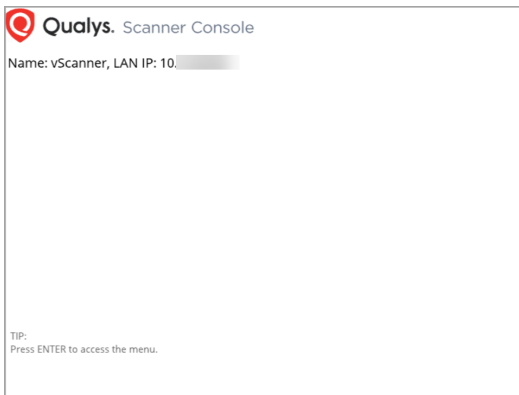 Qualys. Scanner Console
Name: vScanner, LAN IP: 10.
TIP:
Press ENTER to access the menu.